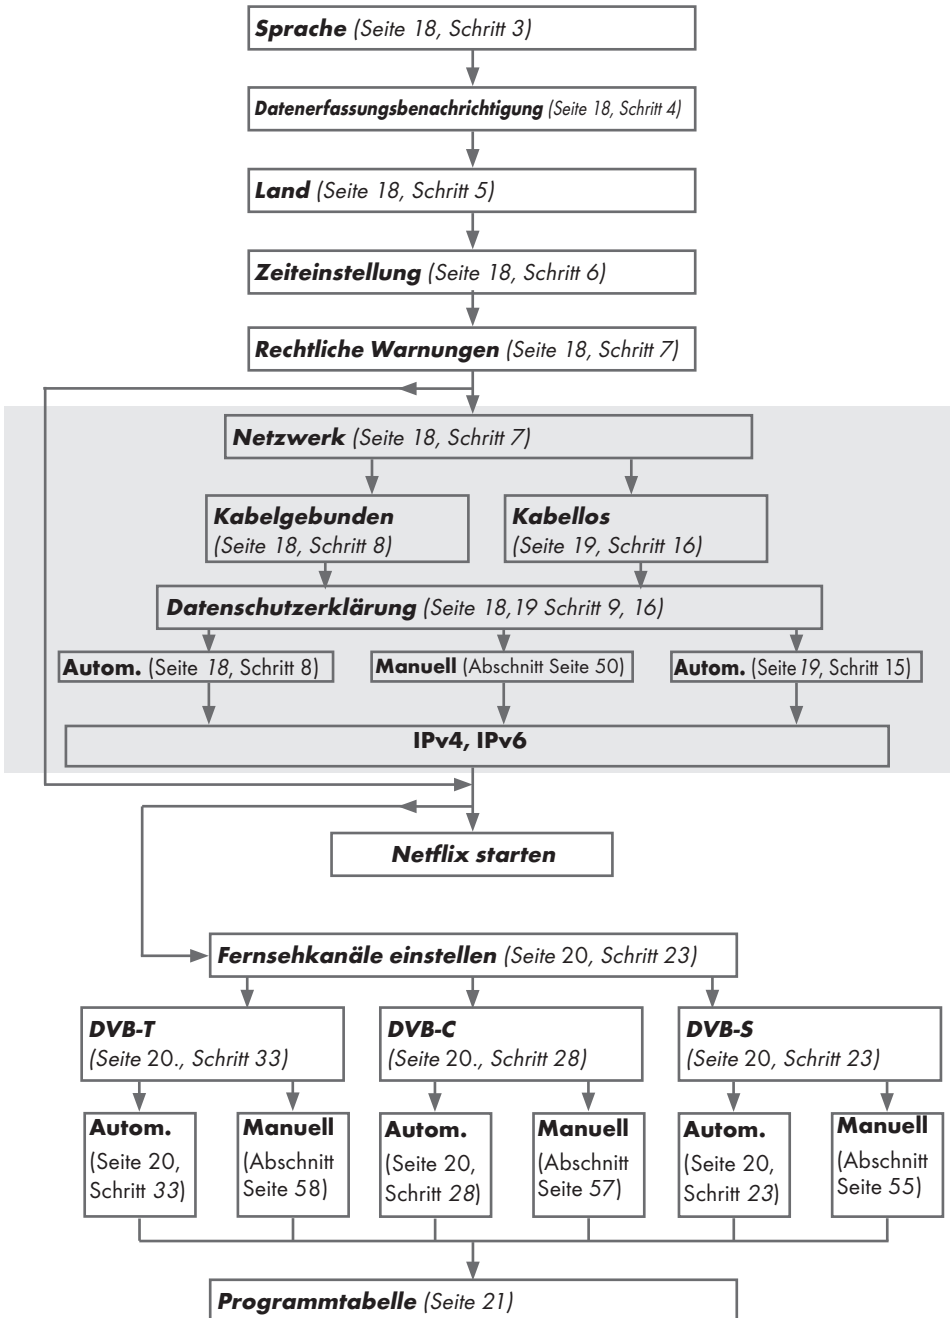 Sprache (Seite 18, Schritt 3)
Datenerfassungsbenachrichtigung (Seite 18, Schritt 4)
Land (Seite 18, Schritt 5)
Zeiteinstellung (Seite 18, Schritt 6)
Rechtliche Warnungen (Seite 18, Schritt 7)
Netzwerk (Seite 18, Schritt 7)
Kabelgebunden
(Seite 18, Schritt 8)
Kabellos
(Seite 19, Schritt 16)
Datenschutzerklärung (Seite 18,19 Schritt 9, 16)
Autom. (Seite 18, Schritt 8)
Manuell (Abschnitt Seite 50)
Autom. (Seite 19, Schritt 15)
IPv4, IPv6
Netflix starten
Fernsehkanäle einstellen (Seite 20, Schritt 23)
DVB-T
(Seite 20., Schritt 33)
DVB-C
(Seite 20., Schritt 28)
DVB-S
(Seite 20, Schritt 23)
Autom.
(Seite 20,
Schritt 33)
Manuell
(Abschnitt
Seite 58)
Autom.
(Seite 20,
Schritt 28)
Manuell
(Abschnitt
Seite 57)
Autom.
(Seite 20,
Schritt 23)
Manuell
(Abschnitt
Seite 55)
Programmtabelle (Seite 21)